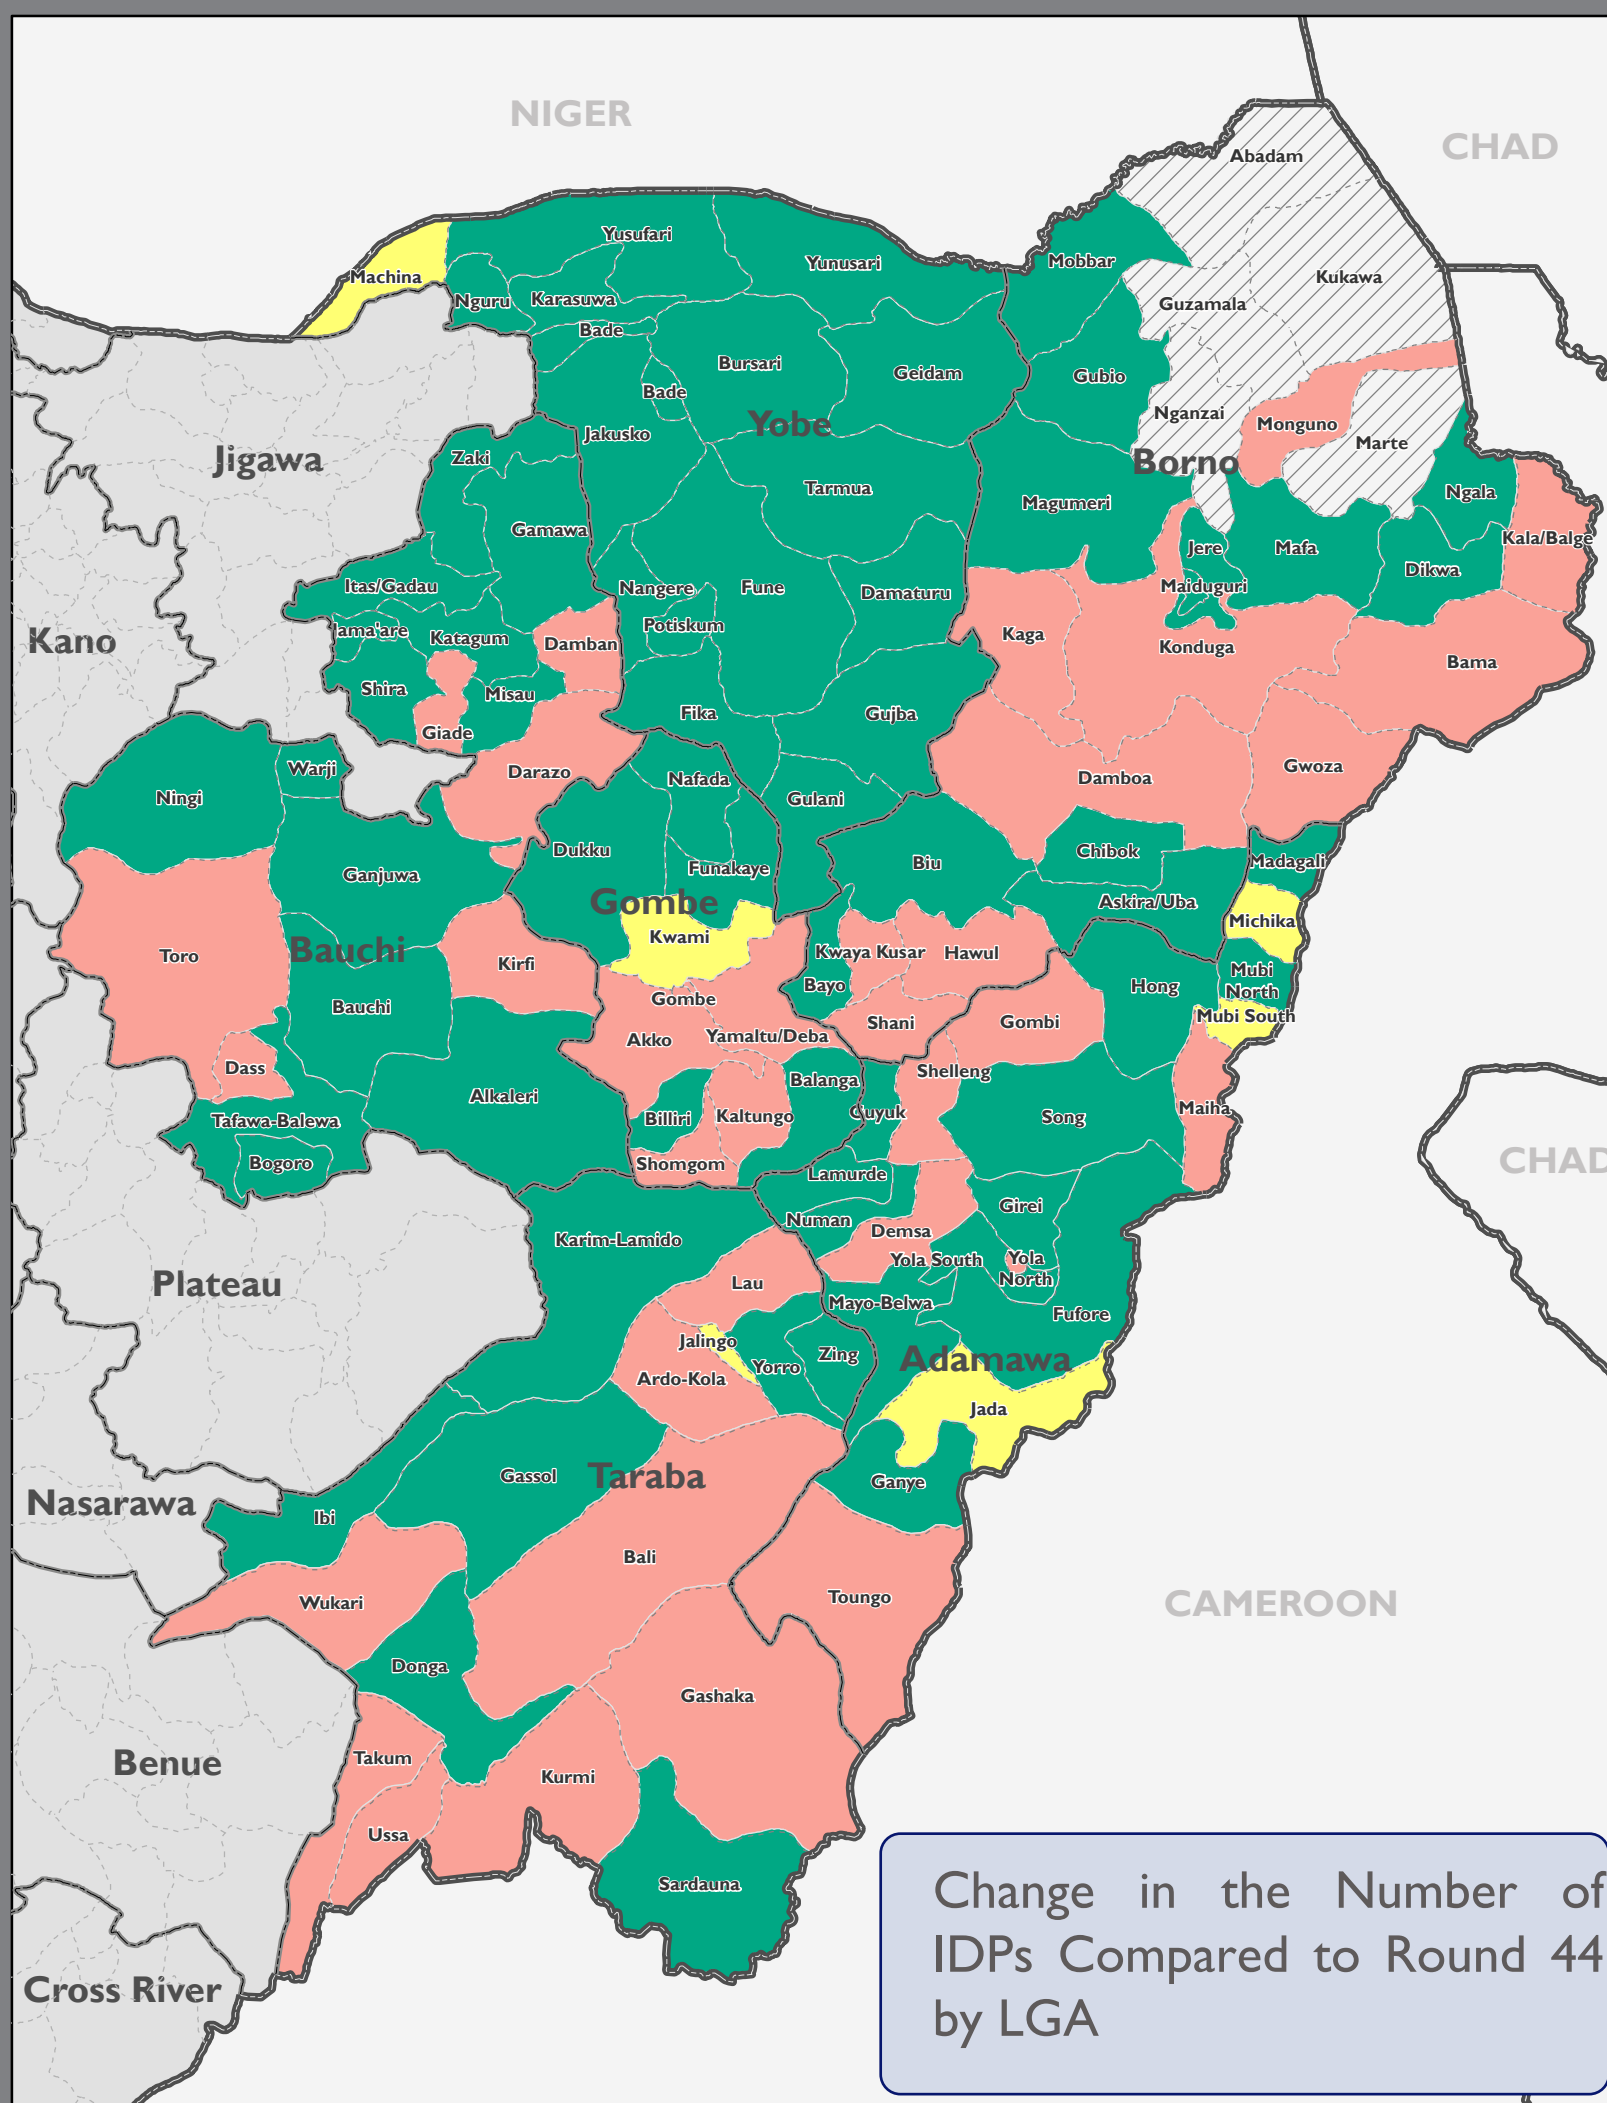 NIGER
CHAD
Abadam
Yusufari
Yunusari
Mobbar
Machina
Kukawa
Nguru
Karasuwa
Guzamala
Bade
Bursari
Geidam
Gubio
Bade
Nganzai
Monguno
Yobe
Jakusko
Marte
Jigawa
Zaki
Borno
Tarmua
Magumeri
Ngala
Gamawa
Kala/Balge
Jere
Mafa
Dikwa
Itas/Gadau
Nangere
Fune
Damaturu
Maiduguri
Jama'are
Katagum
Potiskum
Kano
Damban
Kaga
Konduga
Bama
Shira
Misau
Fika
Gujba
Giade
Warji
Darazo
Nafada
Damboa
Gwoza
Ningi
Gulani
Dukku
Chibok
Funakaye
Biu
Madagali
Ganjuwa
Gombe
Askira/Uba
Michika
Kwami
Toro
Bauchi
Kirfi
Kwaya Kusar
Hawul
Mubi
North
Bayo
Hong
Gombe
Bauchi
Mubi South
Shani
Gombi
Akko
Yamaltu/Deba
Dass
Shelleng
Balanga
Alkaleri
Billiri
Kaltungo
Guyuk
Song
Maiha
Tafawa-Balewa
Bogoro
Shomgom
CHAD
Lamurde
Girei
Numan
Demsa
Karim-Lamido
Yola South
Yola
North
Plateau
Lau
Mayo-Belwa
Fufore
Jalingo
Yorro
Zing
Adamawa
Ardo-Kola
Jada
Gassol
Taraba
Ganye
Nasarawa
Ibi
Bali
Wukari
Toungo
CAMEROON
Donga
Gashaka
Benue
Takum
Kurmi
Ussa
Sardauna
Cross River
Change in the Number of
IDPs Compared to Round 44
by LGA